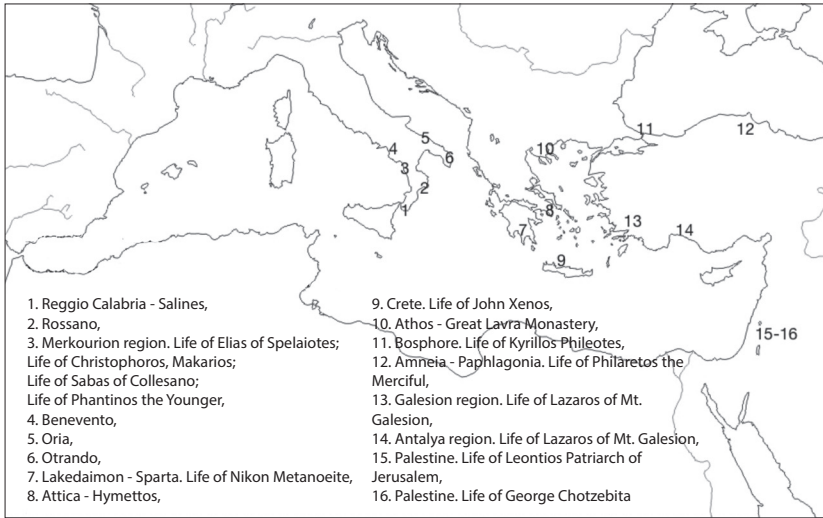 11
12
4
5
10
6
3
2
1
8
13
7
14
9
15-16
1. Reggio Calabria - Salines,
2. Rossano,
3. Merkourion region. Life of Elias of Spelaiotes;
Life of Christophoros, Makarios;
Life of Sabas of Collesano;
Life of Phantinos the Younger,
4. Benevento,
5. Oria,
6. Otrando,
7. Lakedaimon - Sparta. Life of Nikon Metanoeite,
8. Attica - Hymettos,
9. Crete. Life of John Xenos,
10. Athos - Great Lavra Monastery,
11. Bosphore. Life of Kyrillos Phileotes,
12. Amneia - Paphlagonia. Life of Philaretos the
Merciful,
13. Galesion region. Life of Lazaros of Mt.
Galesion,
14. Antalya region. Life of Lazaros of Mt. Galesion,
15. Palestine. Life of Leontios Patriarch of
Jerusalem,
16. Palestine. Life of George Chotzebita